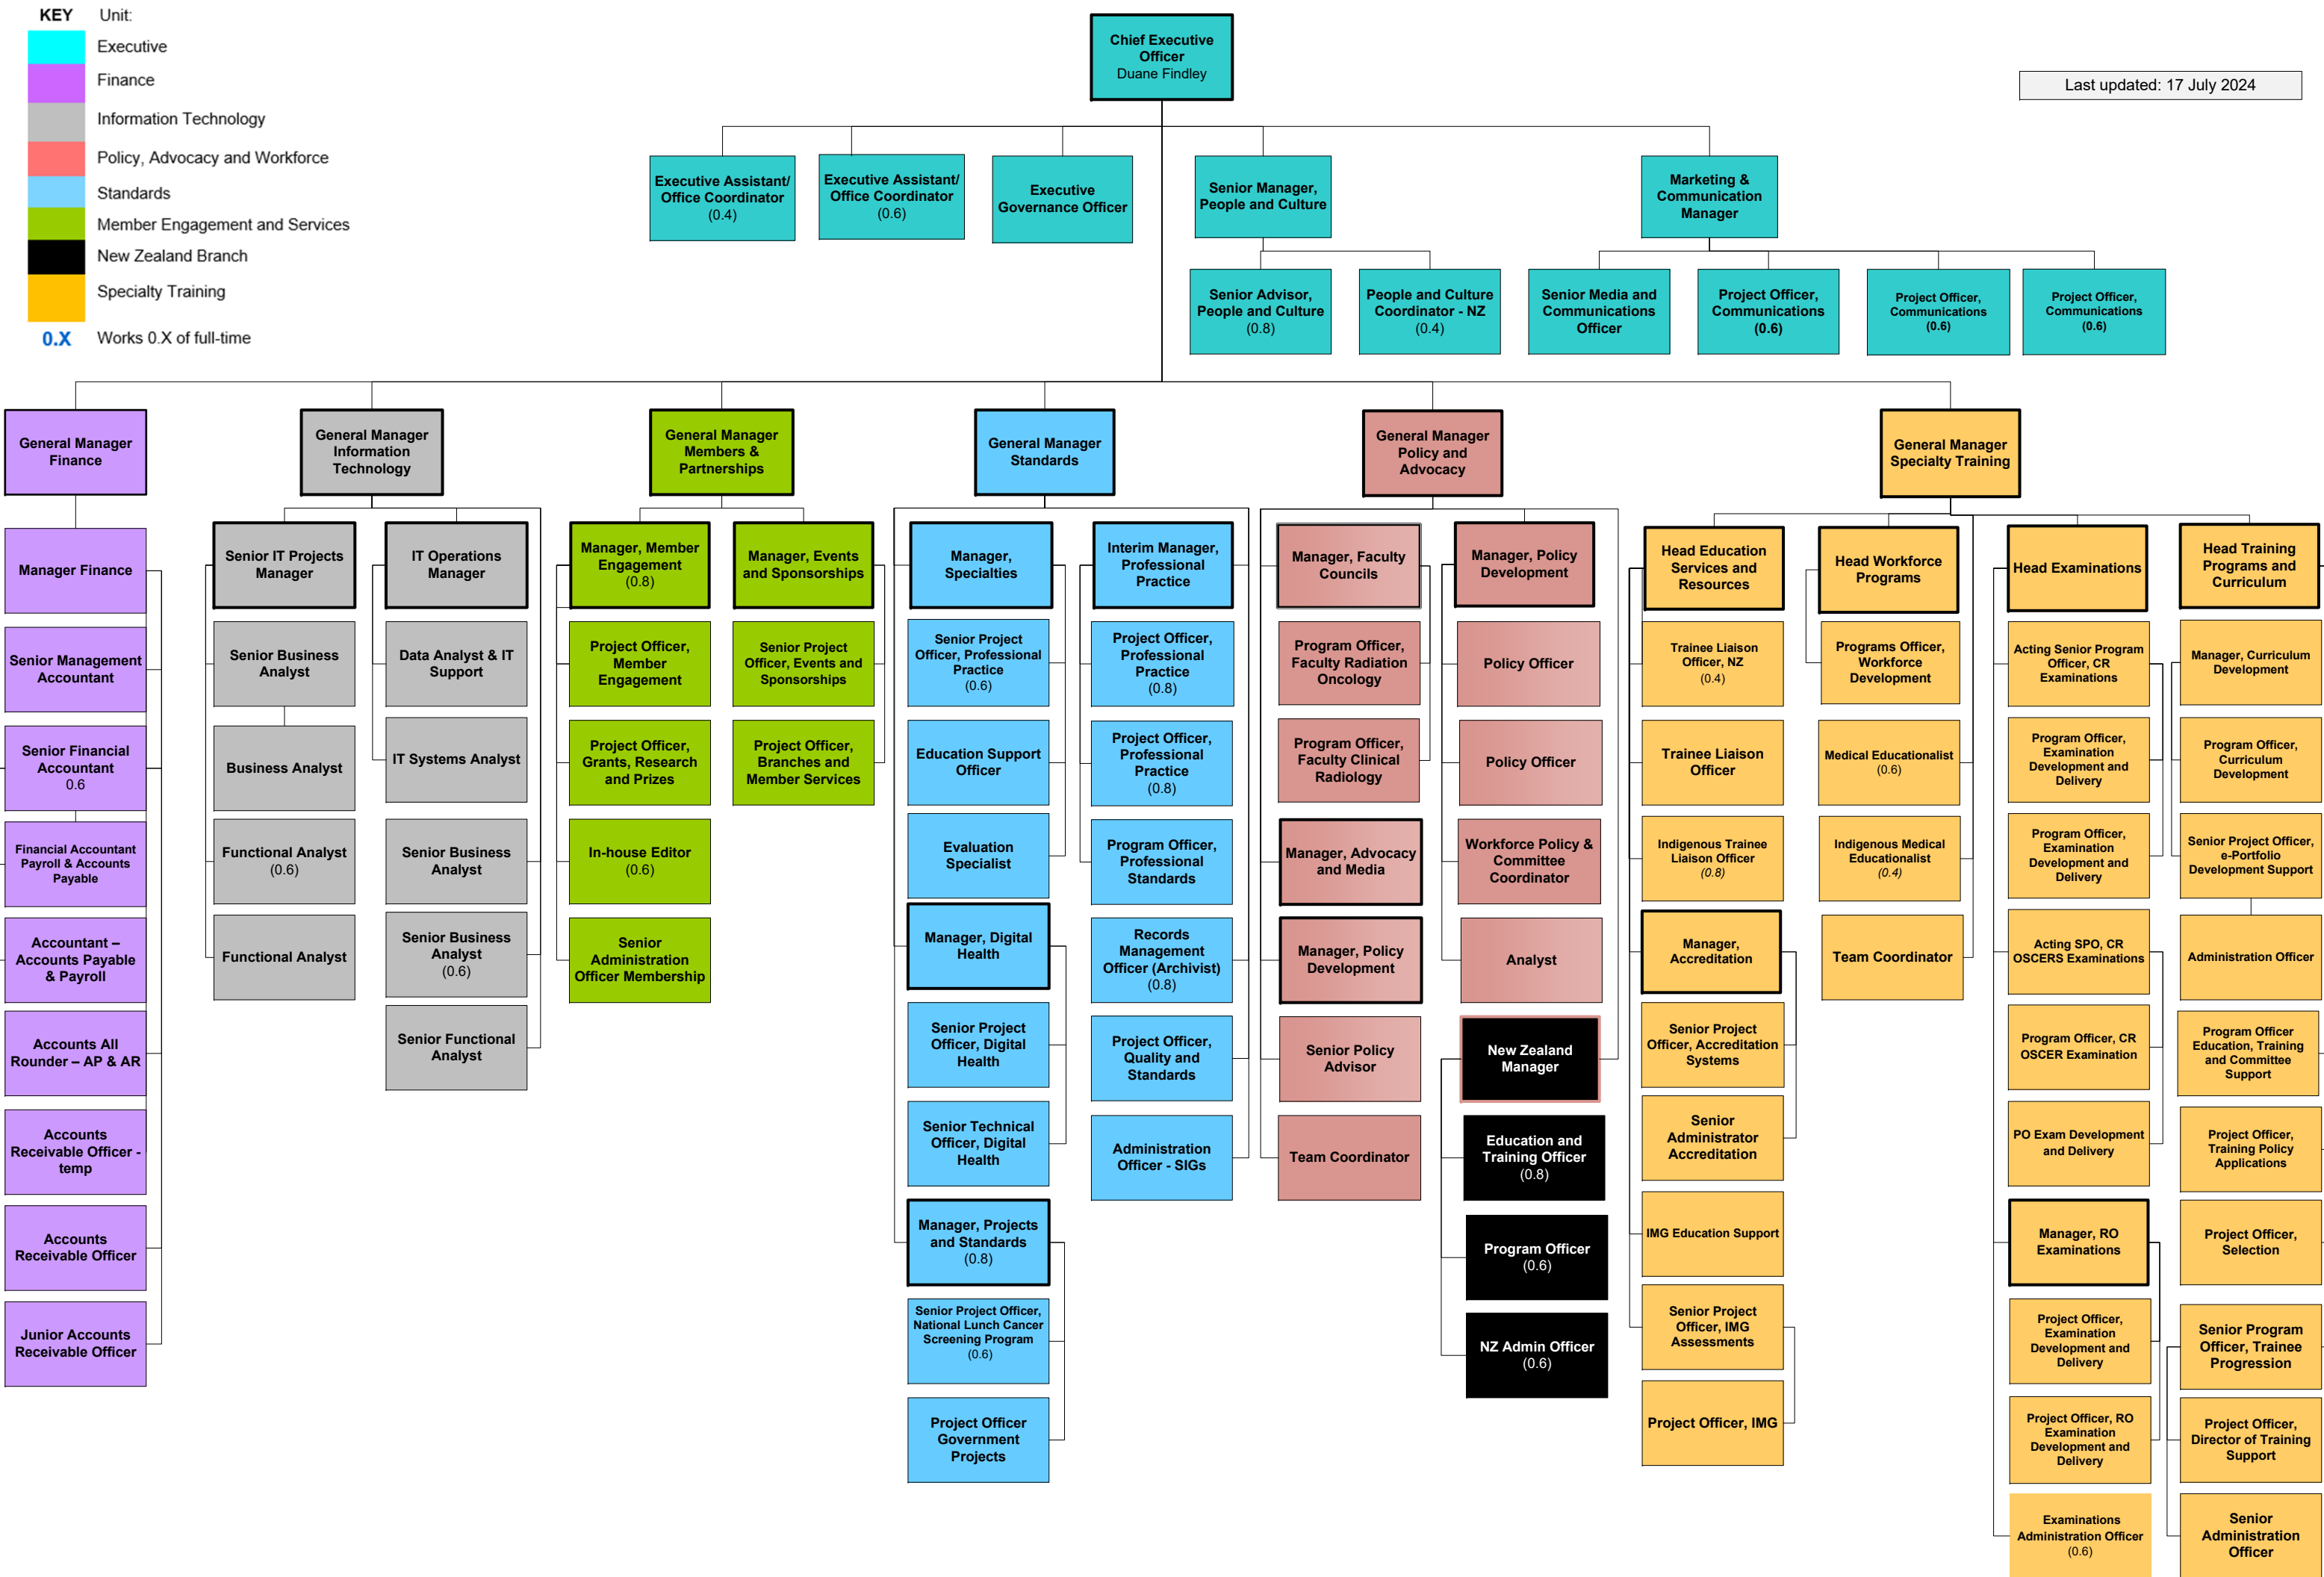 KEY Unit:
Executive
Finance
Information Technology
Policy, Advocacy and Workforce
Standards
Member Engagement and Services
New Zealand Branch
Specialty Training
0.X Works 0.X of full-time
Last updated: 17 July 2024
Chief Executive
Officer
Duane Findley
Executive Assistant/
Office Coordinator
(0.4)
Executive Assistant/
Office Coordinator
(0.6)
Executive
Governance Officer
Senior Manager,
People and Culture
Marketing &
Communication
Manager
Senior Advisor,
People and Culture
(0.8)
People and Culture
Coordinator - NZ
(0.4)
Senior Media and
Communications
Officer
Project Officer,
Communications
(0.6)
Project Officer,
Communications
(0.6)
Project Officer,
Communications
(0.6)
General Manager
Finance
General Manager
Information
Technology
General Manager
Members &
Partnerships
General Manager
Standards
General Manager
Policy and
Advocacy
General Manager
Specialty Training
Manager Finance
Senior Management
Accountant
Senior Financial
Accountant
0.6
Financial Accountant
Payroll & Accounts
Payable
Accountant –
Accounts Payable
& Payroll
Accounts All
Rounder – AP & AR
Accounts
Receivable Officer -
temp
Accounts
Receivable Officer
Junior Accounts
Receivable Officer
Senior IT Projects
Manager
Senior Business
Analyst
Business Analyst
Functional Analyst
(0.6)
Functional Analyst
IT Operations
Manager
Data Analyst & IT
Support
IT Systems Analyst
Senior Business
Analyst
Senior Business
Analyst
(0.6)
Senior Functional
Analyst
Manager, Member
Engagement
(0.8)
Project Officer,
Member
Engagement
Project Officer,
Grants, Research
and Prizes
In-house Editor
(0.6)
Senior
Administration
Officer Membership
Manager, Events
and Sponsorships
Senior Project
Officer, Events and
Sponsorships
Project Officer,
Branches and
Member Services
Manager,
Specialties
Senior Project
Officer, Professional
Practice
(0.6)
Education Support
Officer
Evaluation
Specialist
Manager, Digital
Health
Senior Project
Officer, Digital
Health
Senior Technical
Officer, Digital
Health
Manager, Projects
and Standards
(0.8)
Senior Project Officer,
National Lunch Cancer
Screening Program
(0.6)
Project Officer
Government
Projects
Interim Manager,
Professional
Practice
Project Officer,
Professional
Practice
(0.8)
Project Officer,
Professional
Practice
(0.8)
Program Officer,
Professional
Standards
Records
Management
Officer (Archivist)
(0.8)
Project Officer,
Quality and
Standards
Administration
Officer - SIGs
Manager, Faculty
Councils
Program Officer,
Faculty Radiation
Oncology
Program Officer,
Faculty Clinical
Radiology
Manager, Advocacy
and Media
Manager, Policy
Development
Senior Policy
Advisor
Team Coordinator
Manager, Policy
Development
Policy Officer
Policy Officer
Workforce Policy &
Committee
Coordinator
Analyst
New Zealand
Manager
Education and
Training Officer
(0.8)
Program Officer
(0.6)
NZ Admin Officer
(0.6)
Head Education
Services and
Resources
Trainee Liaison
Officer, NZ
(0.4)
Trainee Liaison
Officer
Indigenous Trainee
Liaison Officer
(0.8)
Manager,
Accreditation
Senior Project
Officer, Accreditation
Systems
Senior
Administrator
Accreditation
IMG Education Support
Senior Project
Officer, IMG
Assessments
Project Officer, IMG
Head Workforce
Programs
Programs Officer,
Workforce
Development
Medical Educationalist
(0.6)
Indigenous Medical
Educationalist
(0.4)
Team Coordinator
Head Examinations
Acting Senior Program
Officer, CR
Examinations
Program Officer,
Examination
Development and
Delivery
Program Officer,
Examination
Development and
Delivery
Acting SPO, CR
OSCERS Examinations
Program Officer, CR
OSCER Examination
PO Exam Development
and Delivery
Manager, RO
Examinations
Project Officer,
Examination
Development and
Delivery
Project Officer, RO
Examination
Development and
Delivery
Examinations
Administration Officer
(0.6)
Head Training
Programs and
Curriculum
Manager, Curriculum
Development
Program Officer,
Curriculum
Development
Senior Project Officer,
e-Portfolio
Development Support
Administration Officer
Program Officer
Education, Training
and Committee
Support
Project Officer,
Training Policy
Applications
Project Officer,
Selection
Senior Program
Officer, Trainee
Progression
Project Officer,
Director of Training
Support
Senior
Administration
Officer